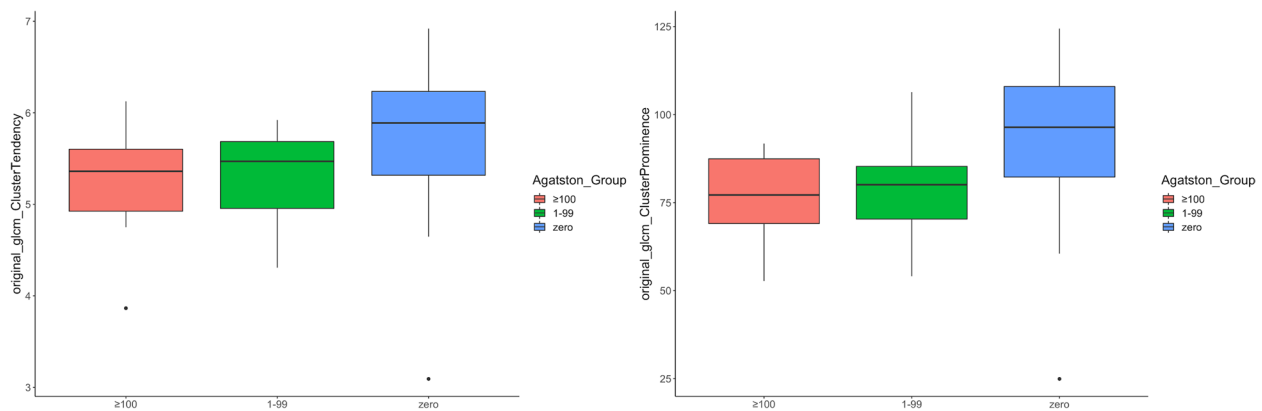 original_glcm_ClusterTendency
7
6
5
4
3
≥100
1-99
zero
Agatston_Group
≥100
1-99
zero
original_glcm_ClusterProminence
125
100
75
50
25
≥100
1-99
zero
Agatston_Group
≥100
1-99
zero